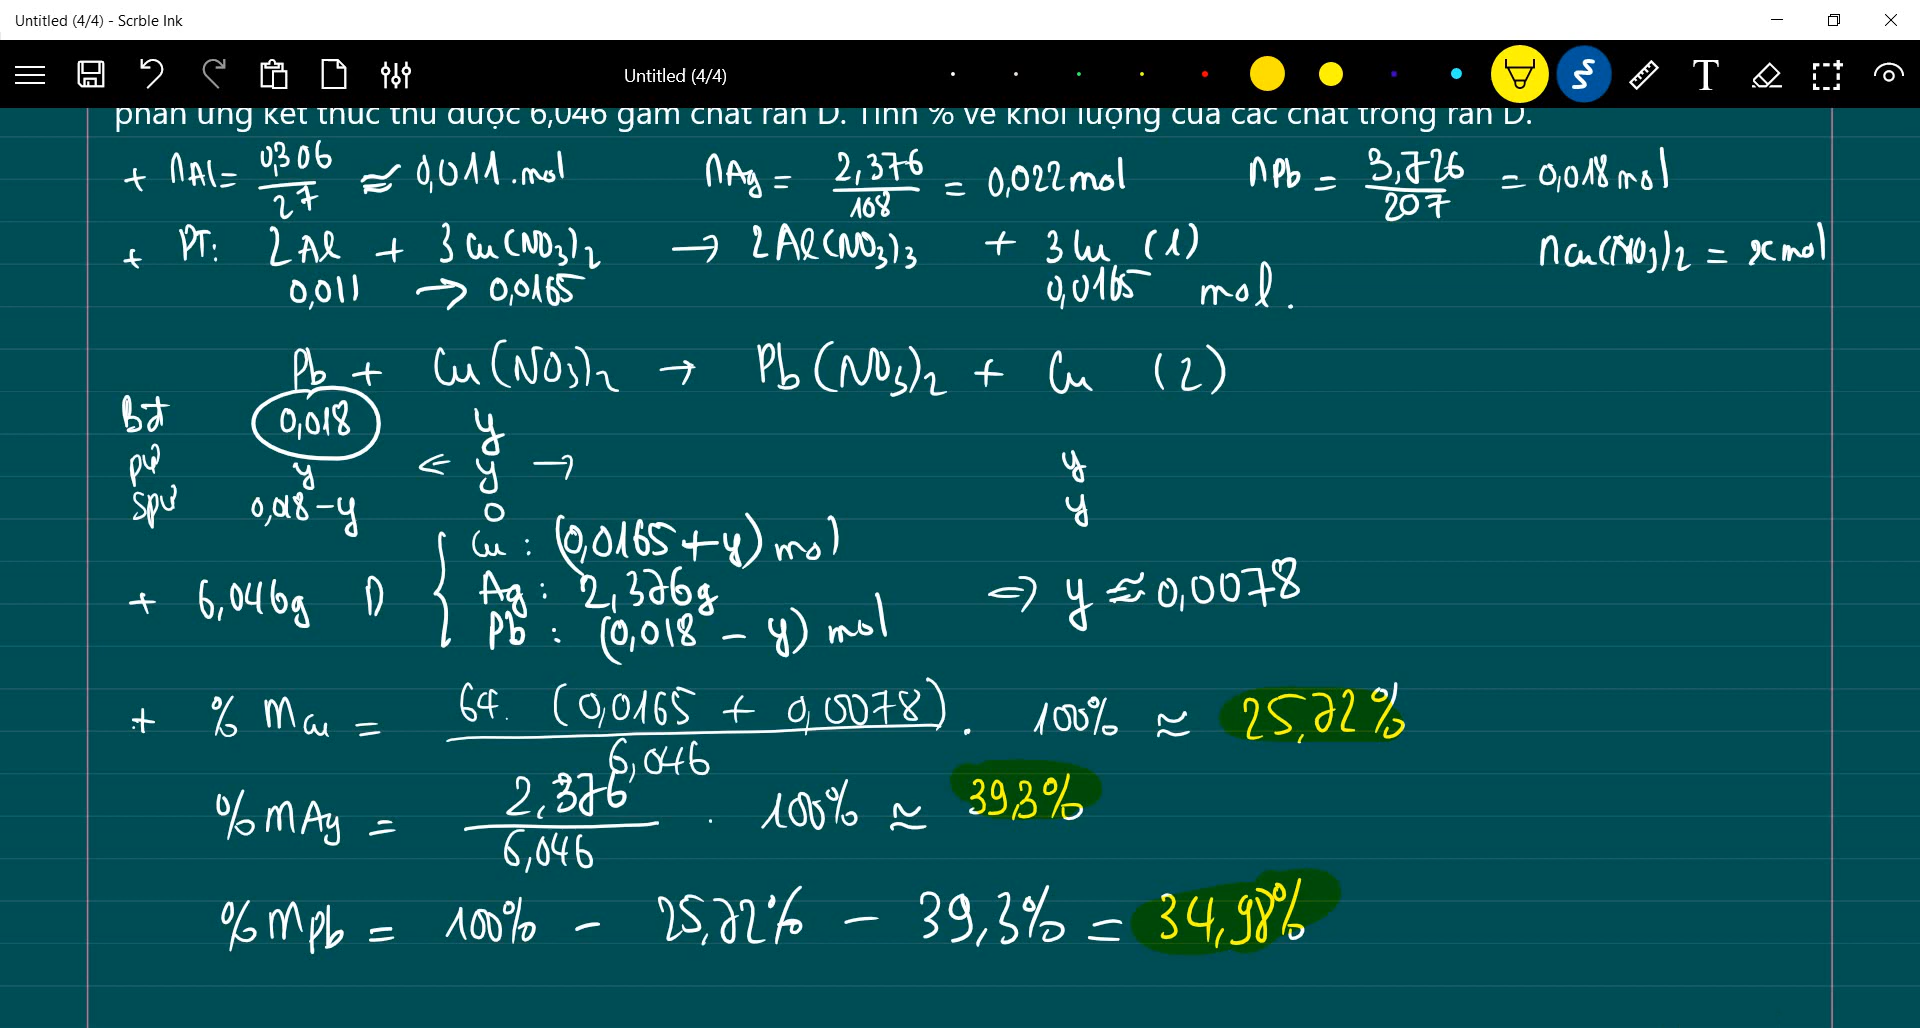 Untitled (4/4) - Scrble Ink
Untitled (4/4)
T
phản ứng kết thúc thu được 6,046 gam chất rắn D. Tính % về khối lượng của các chất trong rắn D.
+ nAl = 0,306/27 ≈ 0,011 mol nAg = 2,376/108 = 0,022 mol nPb = 3,726/207 = 0,018 mol
+ PT: 2Al + 3Cu(NO3)2 → 2Al(NO3)3 + 3Cu (1) nCu(NO3)2 = x mol
0,011 → 0,0165 0,0165 mol.
Pb + Cu(NO3)2 → Pb(NO3)2 + Cu (2)
Bđ 0,018 y
pứ y ← y → y
spứ 0,018 - y 0 y
Cu : (0,0165 + y) mol
+ 6,046g D { Ag : 2,376g ⇔ y ≈ 0,0078
Pb : (0,018 - y) mol
+ % mCu = 64. (0,0165 + 0,0078)/6,046 . 100% ≈ 25,72%
% mAg = 2,376/6,046 . 100% ≈ 39,3%
% mPb = 100% - 25,72% - 39,3% = 34,98%